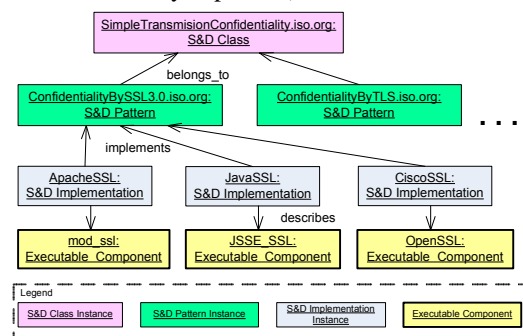 SimpleTransmisionConfidentiality.iso.org:
S&D Class
belongs_to
ConfidentialityBySSL3.0.iso.org:
S&D Pattern
ConfidentialityByTLS.iso.org:
S&D Pattern
. . .
implements
ApacheSSL:
S&D Implementation
JavaSSL:
S&D Implementation
CiscoSSL:
S&D Implementation
describes
mod_ssl:
Executable_Component
JSSE_SSL:
Executable_Component
OpenSSL:
Executable_Component
Legend
S&D Class Instance
S&D Pattern Instance
S&D Implementation
Instance
Executable Component